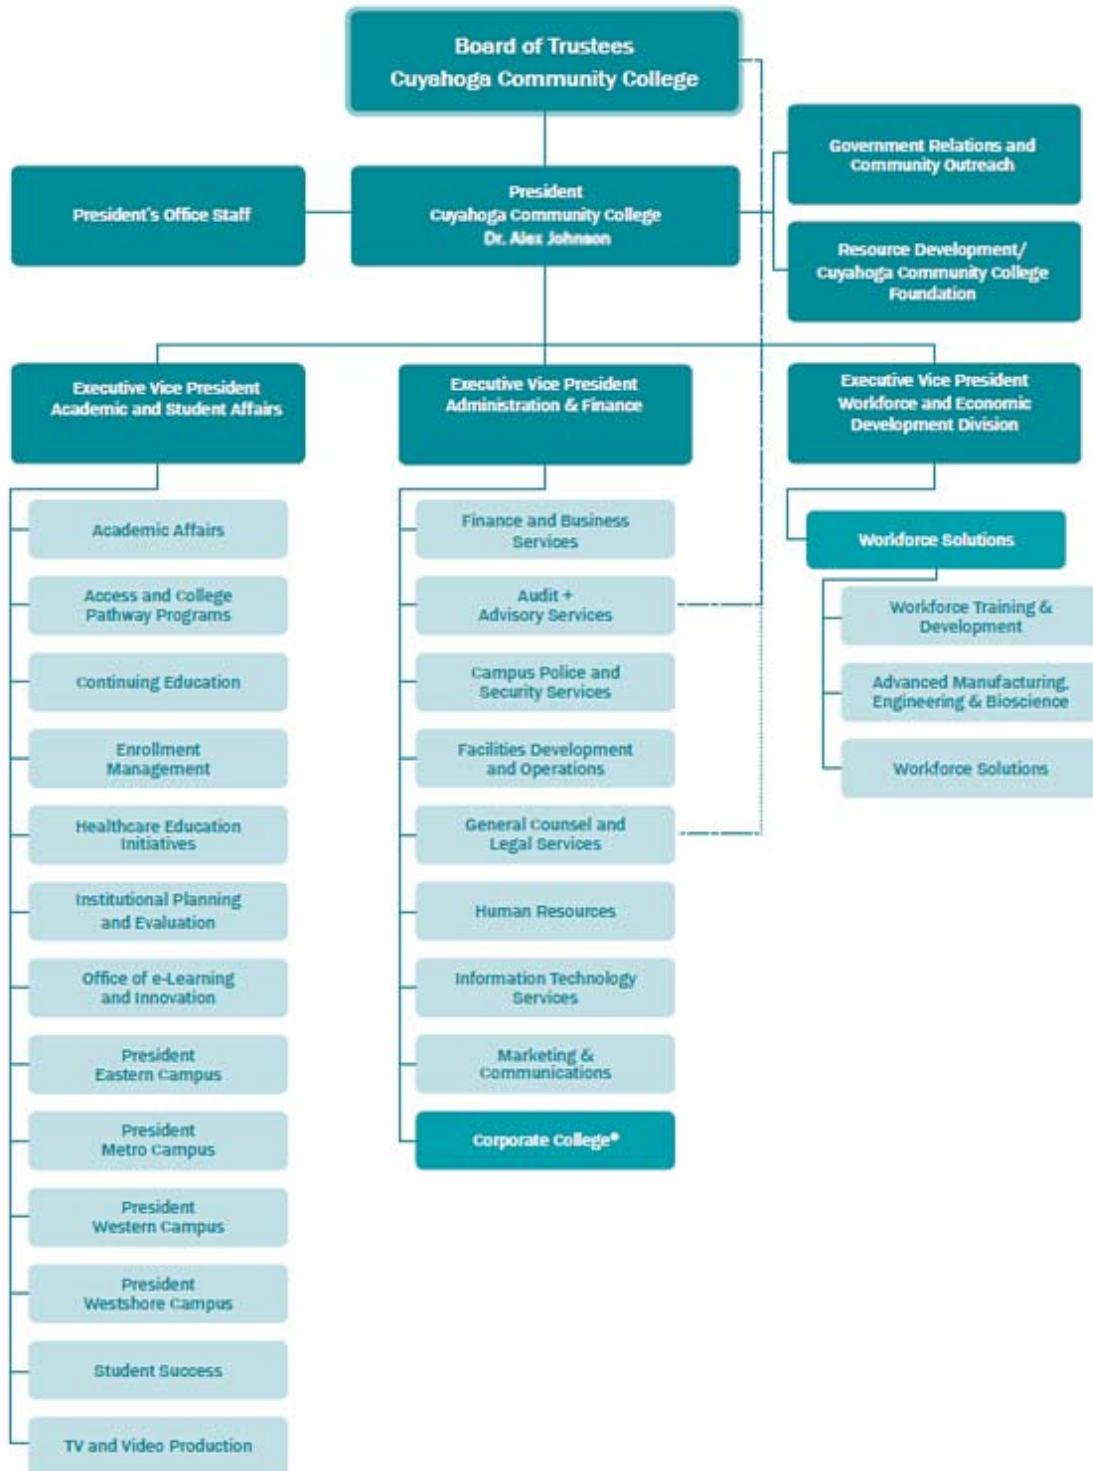 Board of Trustees
Cuyahoga Community College
Government Relations and
Community Outreach
President's Office Staff
President
Cuyahoga Community College
Dr. Alex Johnson
Resource Development/
Cuyahoga Community College
Foundation
Executive Vice President
Academic and Student Affairs
Executive Vice President
Administration & Finance
Executive Vice President
Workforce and Economic
Development Division
Academic Affairs
Access and College
Pathway Programs
Continuing Education
Enrollment
Management
Healthcare Education
Initiatives
Institutional Planning
and Evaluation
Office of e-Learning
and Innovation
President
Eastern Campus
President
Metro Campus
President
Western Campus
President
Westshore Campus
Student Success
TV and Video Production
Finance and Business
Services
Audit +
Advisory Services
Campus Police and
Security Services
Facilities Development
and Operations
General Counsel and
Legal Services
Human Resources
Information Technology
Services
Marketing &
Communications
Corporate College®
Workforce Solutions
Workforce Training &
Development
Advanced Manufacturing,
Engineering & Bioscience
Workforce Solutions